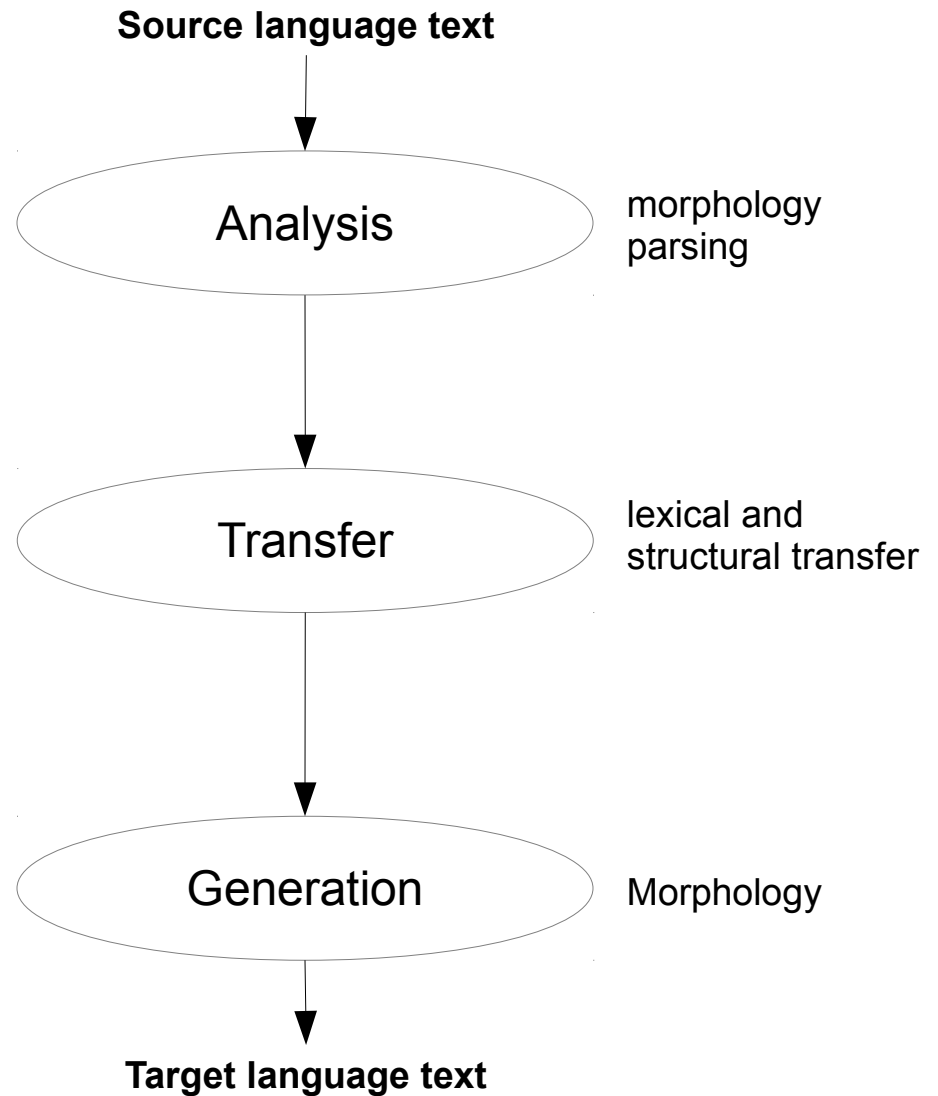 Source language text
Analysis
morphology
parsing
Transfer
lexical and
structural transfer
Generation
Morphology
Target language text